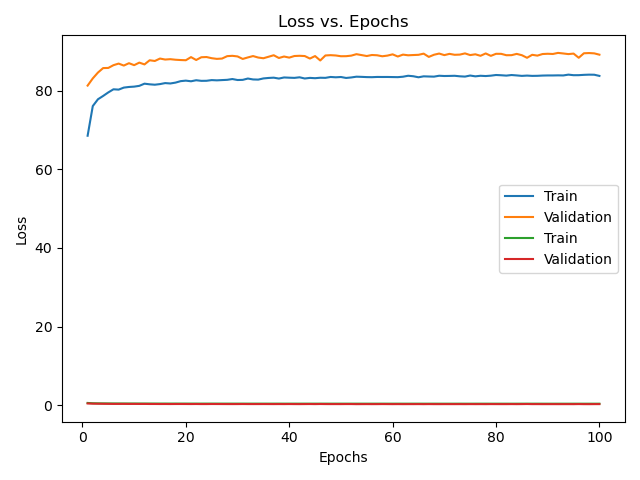 Loss vs. Epochs
Loss
80
60
40
20
0
Train
Validation
Train
Validation
0 20 40 60 80 100
Epochs